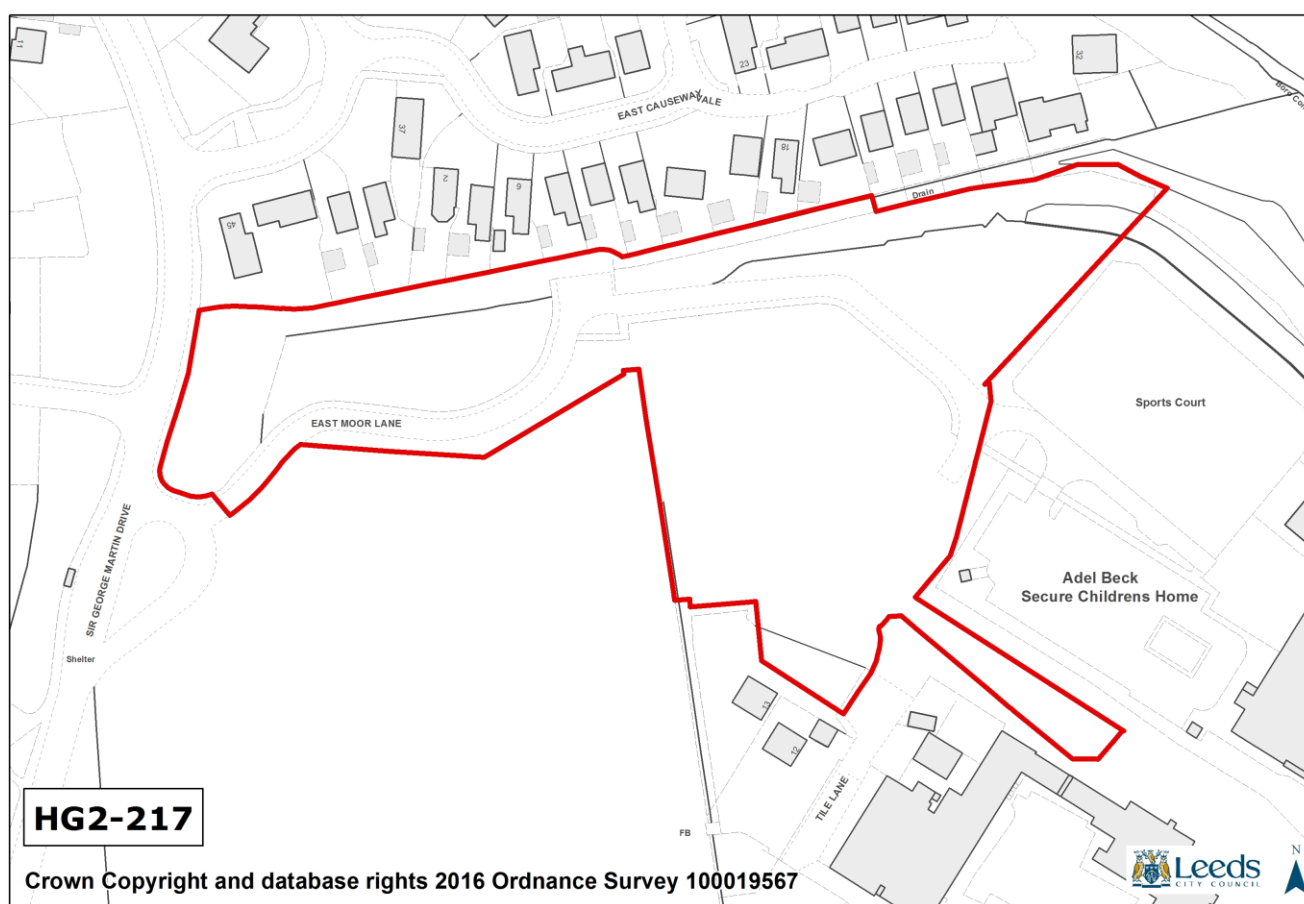 11
23
32
EAST CAUSEWAY VALE
37
2
6
18
45
Drain
EAST MOOR LANE
Sports Court
SIR GEORGE MARTIN DRIVE
Adel Beck
Secure Childrens Home
Shelter
13
12
TILE LANE
FB
HG2-217
Crown Copyright and database rights 2016 Ordnance Survey 100019567
Leeds
CITY COUNCIL
N